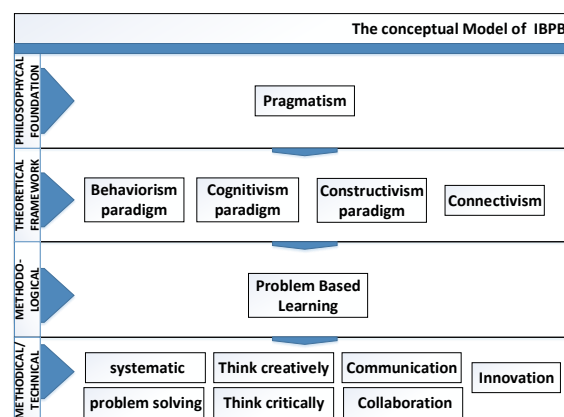 The conceptual Model of IBPB
PHILOSOPHYCAL
FOUNDATION
Pragmatism
THEORETICAL
FRAMEWORK
Behaviorism
paradigm
Cognitivism
paradigm
Constructivism
paradigm
Connectivism
METHODO-
LOGICAL
Problem Based
Learning
METHODICAL/
TECHNICAL
systematic
Think creatively
Communication
Innovation
problem solving
Think critically
Collaboration